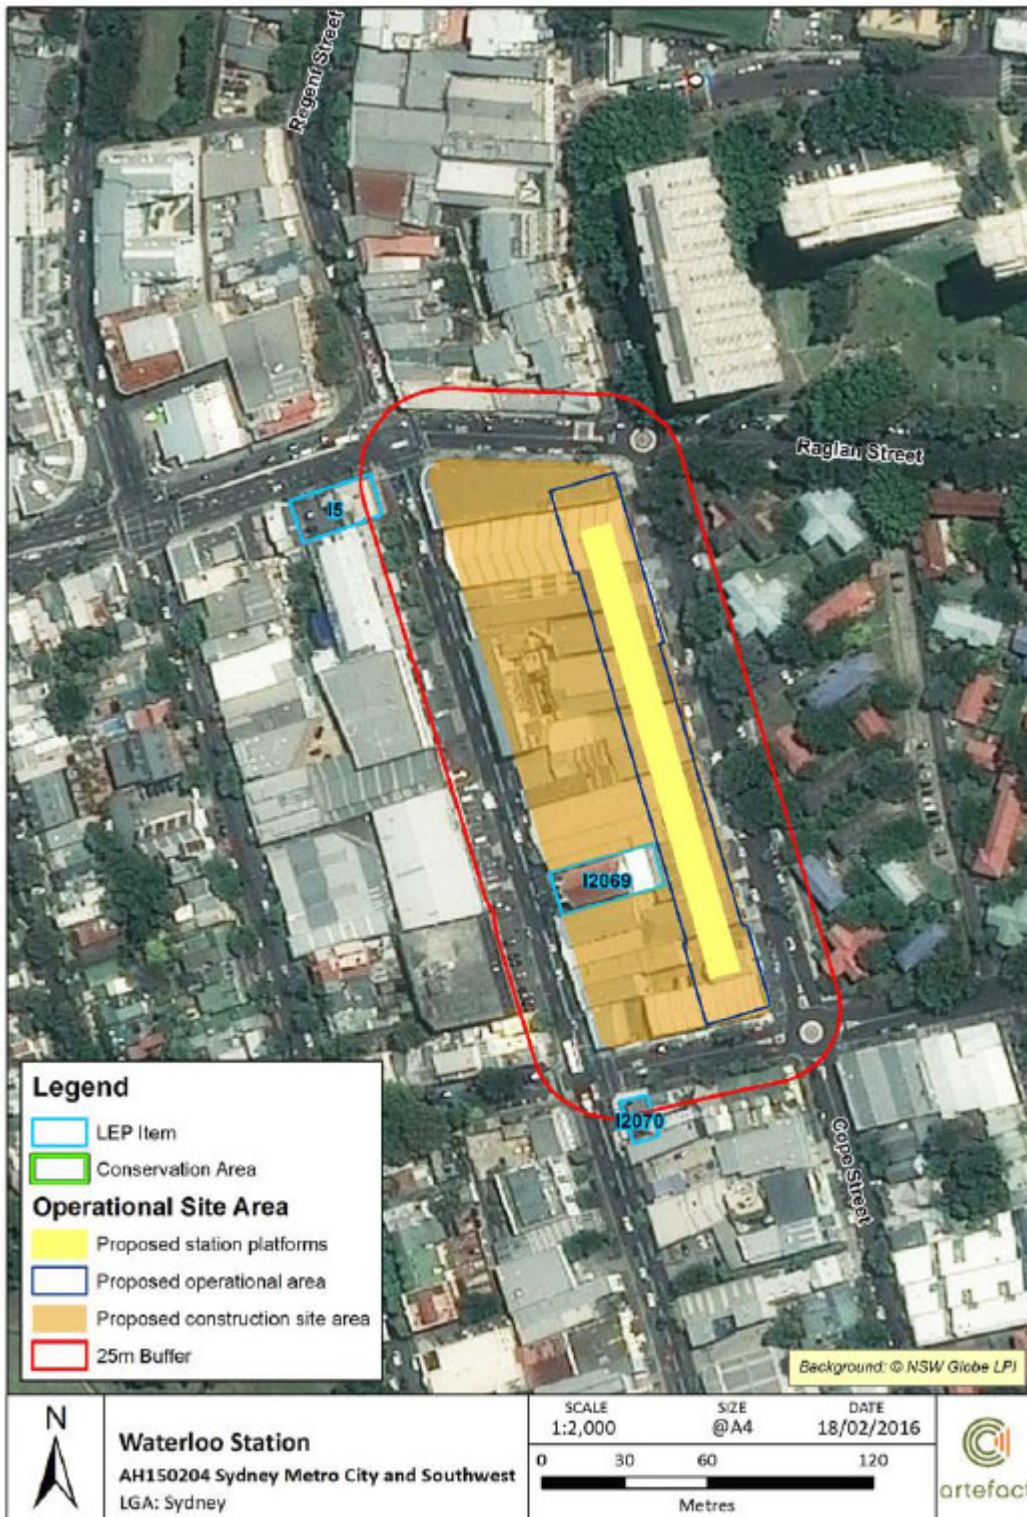 Regent Street
Raglan Street
I5
I2069
I2070
Cope Street
Legend
LEP Item
Conservation Area
Operational Site Area
Proposed station platforms
Proposed operational area
Proposed construction site area
25m Buffer
Background: © NSW Globe LPI
N
Waterloo Station
AH150204 Sydney Metro City and Southwest
LGA: Sydney
SCALE
1:2,000
SIZE
@A4
DATE
18/02/2016
0 30 60 120
Metres
artefact